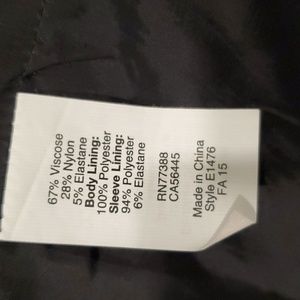 67% Viscose
28% Nylon
5% Elastane
Body Lining:
100% Polyester
Sleeve Lining:
94% Polyester
6% Elastane
RN77388
CA56445
Made in China
Style E1476
FA 15